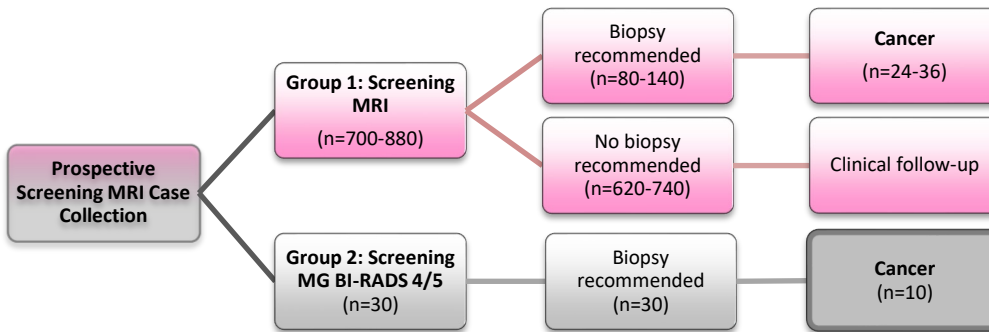 Prospective
Screening MRI Case
Collection
Group 1: Screening
MRI
(n=700-880)
Biopsy
recommended
(n=80-140)
Cancer
(n=24-36)
No biopsy
recommended
(n=620-740)
Clinical follow-up
Group 2: Screening
MG BI-RADS 4/5
(n=30)
Biopsy
recommended
(n=30)
Cancer
(n=10)